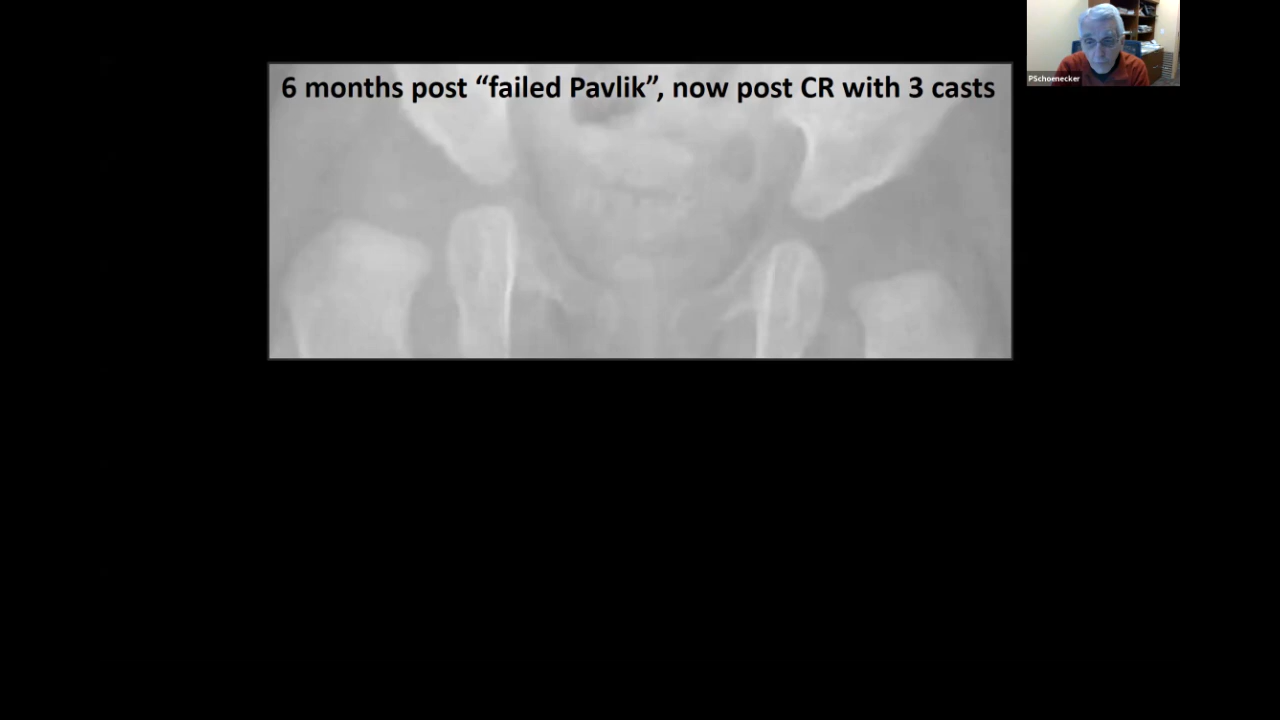 6 months post “failed Pavlik”, now post CR with 3 casts
PSchoenecker